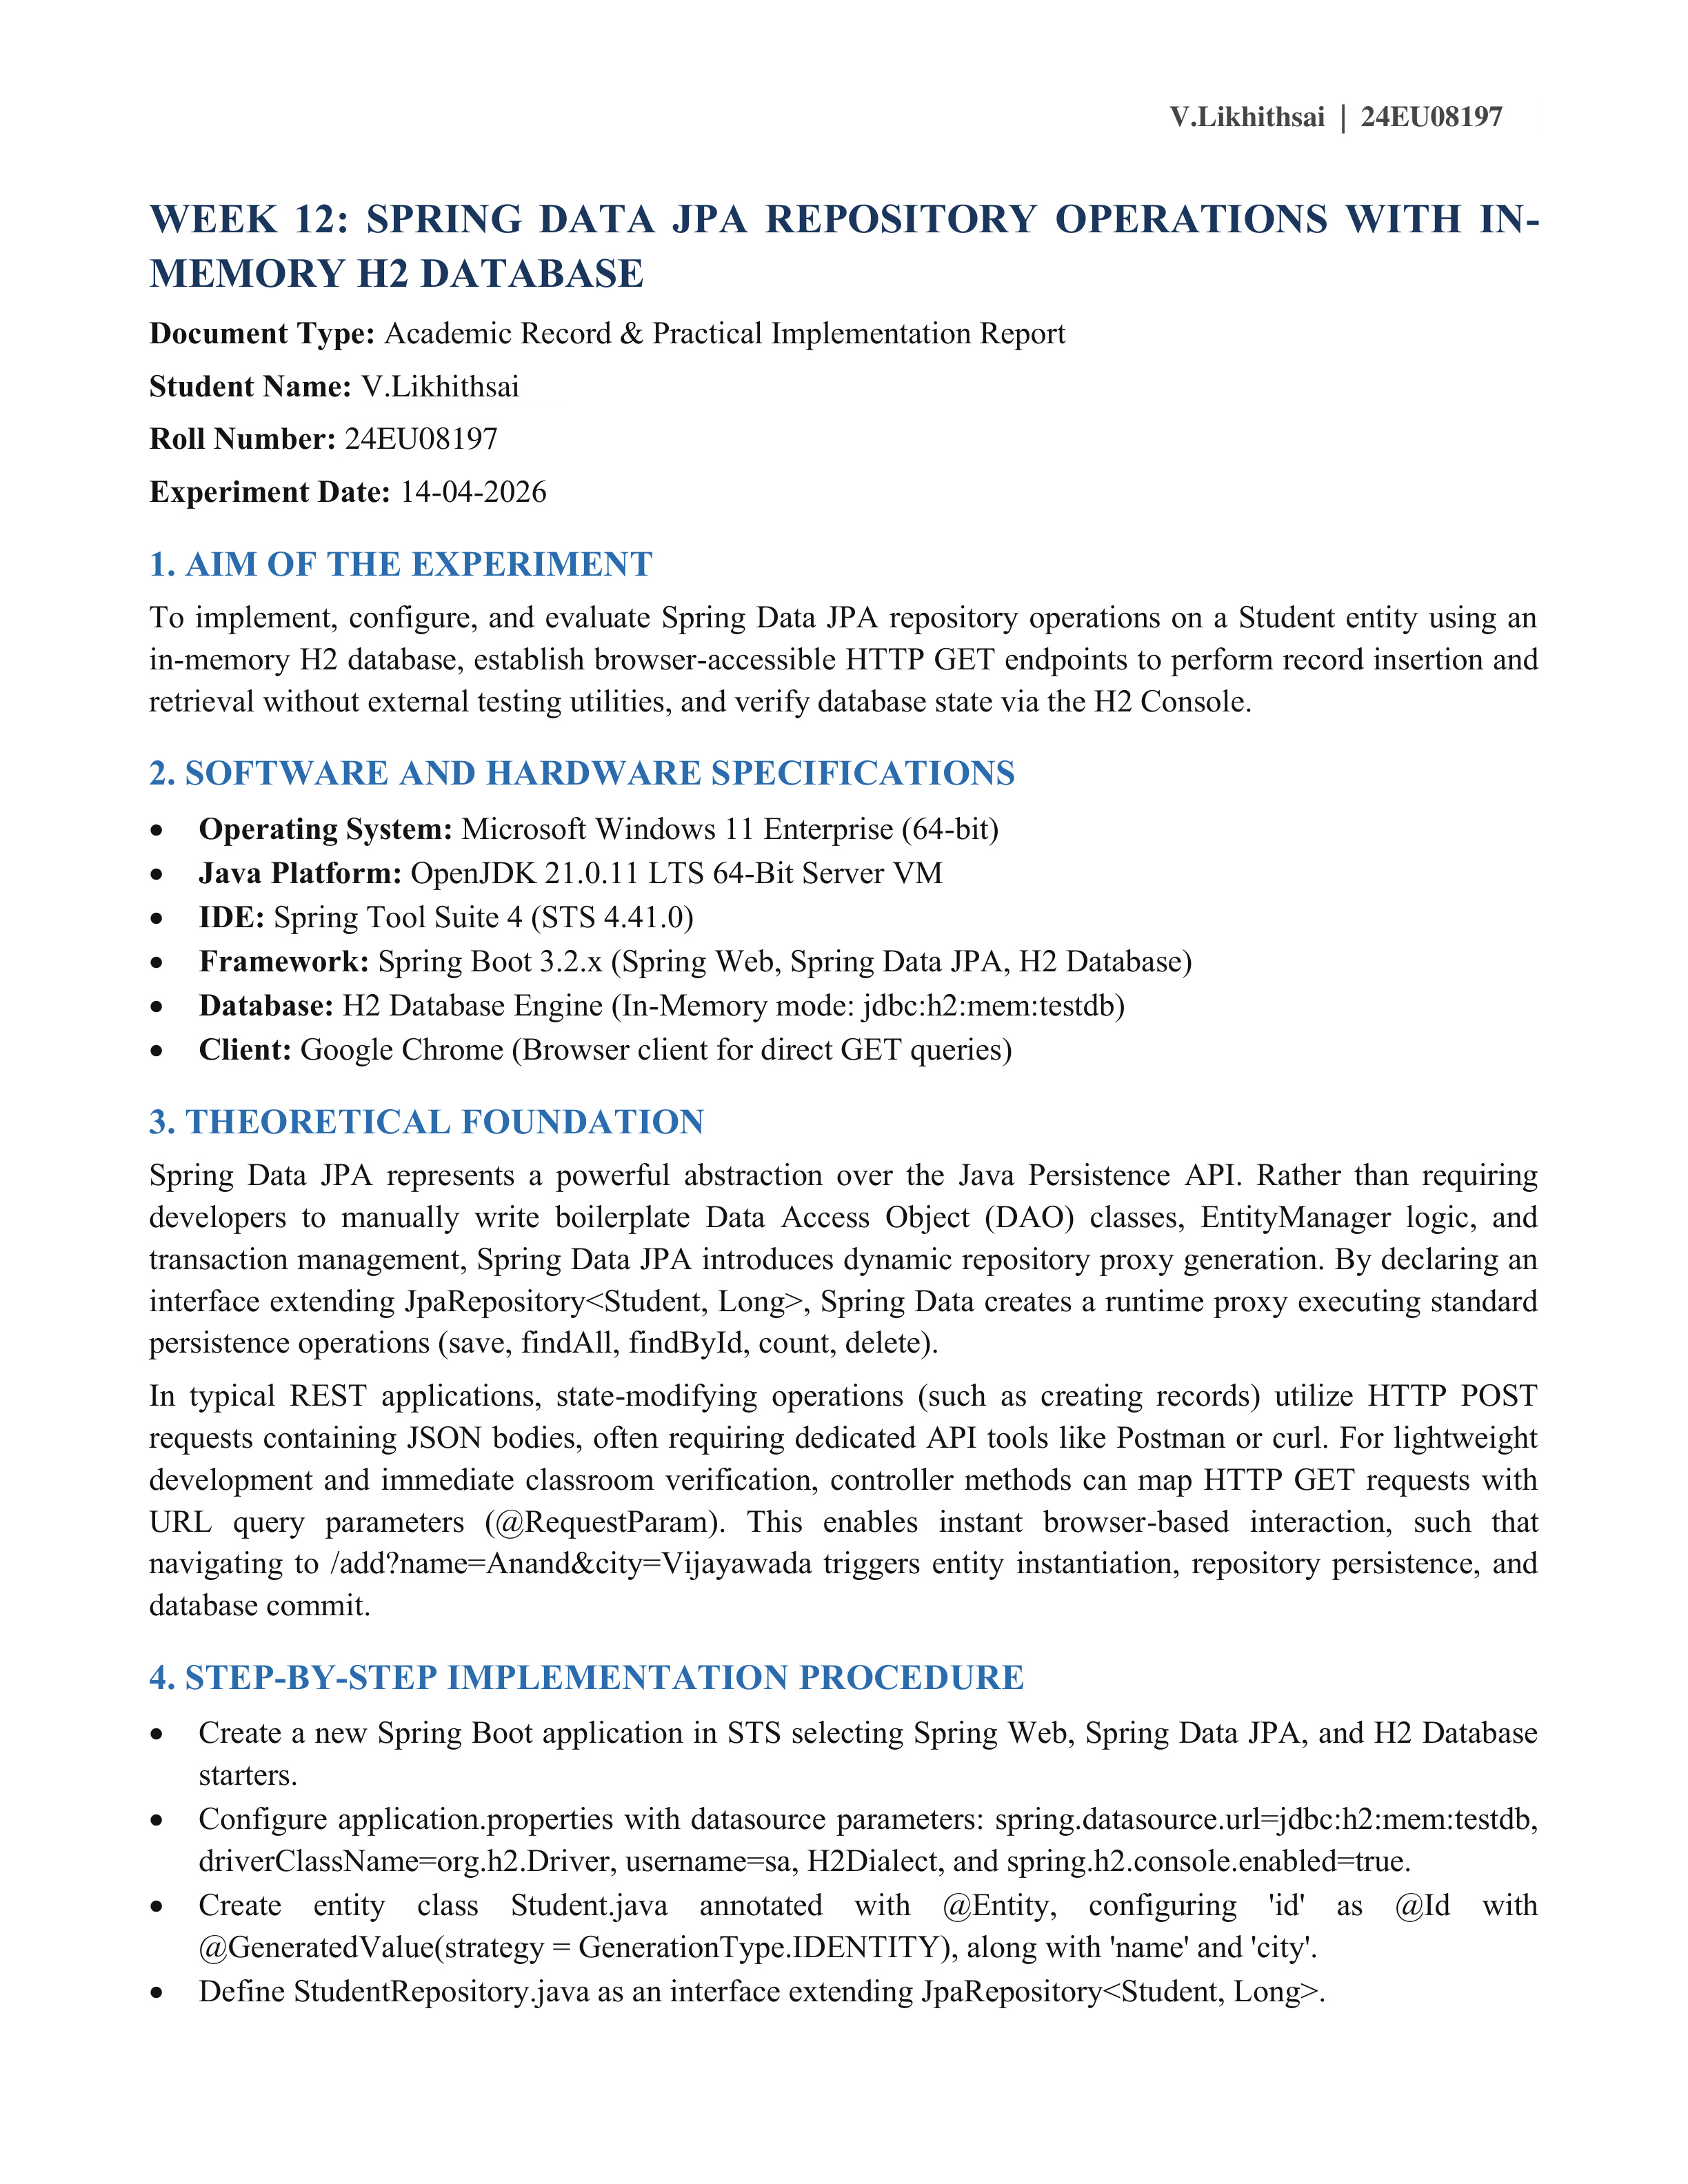 V.Likhithsai | 24EU08197
WEEK 12: SPRING DATA JPA REPOSITORY OPERATIONS WITH IN-
MEMORY H2 DATABASE
Document Type: Academic Record & Practical Implementation Report
Student Name: V.Likhithsai
Roll Number: 24EU08197
Experiment Date: 14-04-2026
1. AIM OF THE EXPERIMENT
To implement, configure, and evaluate Spring Data JPA repository operations on a Student entity using an
in-memory H2 database, establish browser-accessible HTTP GET endpoints to perform record insertion and
retrieval without external testing utilities, and verify database state via the H2 Console.
2. SOFTWARE AND HARDWARE SPECIFICATIONS
• Operating System: Microsoft Windows 11 Enterprise (64-bit)
• Java Platform: OpenJDK 21.0.11 LTS 64-Bit Server VM
• IDE: Spring Tool Suite 4 (STS 4.41.0)
• Framework: Spring Boot 3.2.x (Spring Web, Spring Data JPA, H2 Database)
• Database: H2 Database Engine (In-Memory mode: jdbc:h2:mem:testdb)
• Client: Google Chrome (Browser client for direct GET queries)
3. THEORETICAL FOUNDATION
Spring Data JPA represents a powerful abstraction over the Java Persistence API. Rather than requiring
developers to manually write boilerplate Data Access Object (DAO) classes, EntityManager logic, and
transaction management, Spring Data JPA introduces dynamic repository proxy generation. By declaring an
interface extending JpaRepository<Student, Long>, Spring Data creates a runtime proxy executing standard
persistence operations (save, findAll, findById, count, delete).
In typical REST applications, state-modifying operations (such as creating records) utilize HTTP POST
requests containing JSON bodies, often requiring dedicated API tools like Postman or curl. For lightweight
development and immediate classroom verification, controller methods can map HTTP GET requests with
URL query parameters (@RequestParam). This enables instant browser-based interaction, such that
navigating to /add?name=Anand&city=Vijayawada triggers entity instantiation, repository persistence, and
database commit.
4. STEP-BY-STEP IMPLEMENTATION PROCEDURE
• Create a new Spring Boot application in STS selecting Spring Web, Spring Data JPA, and H2 Database
starters.
• Configure application.properties with datasource parameters: spring.datasource.url=jdbc:h2:mem:testdb,
driverClassName=org.h2.Driver, username=sa, H2Dialect, and spring.h2.console.enabled=true.
• Create entity class Student.java annotated with @Entity, configuring 'id' as @Id with
@GeneratedValue(strategy = GenerationType.IDENTITY), along with 'name' and 'city'.
• Define StudentRepository.java as an interface extending JpaRepository<Student, Long>.